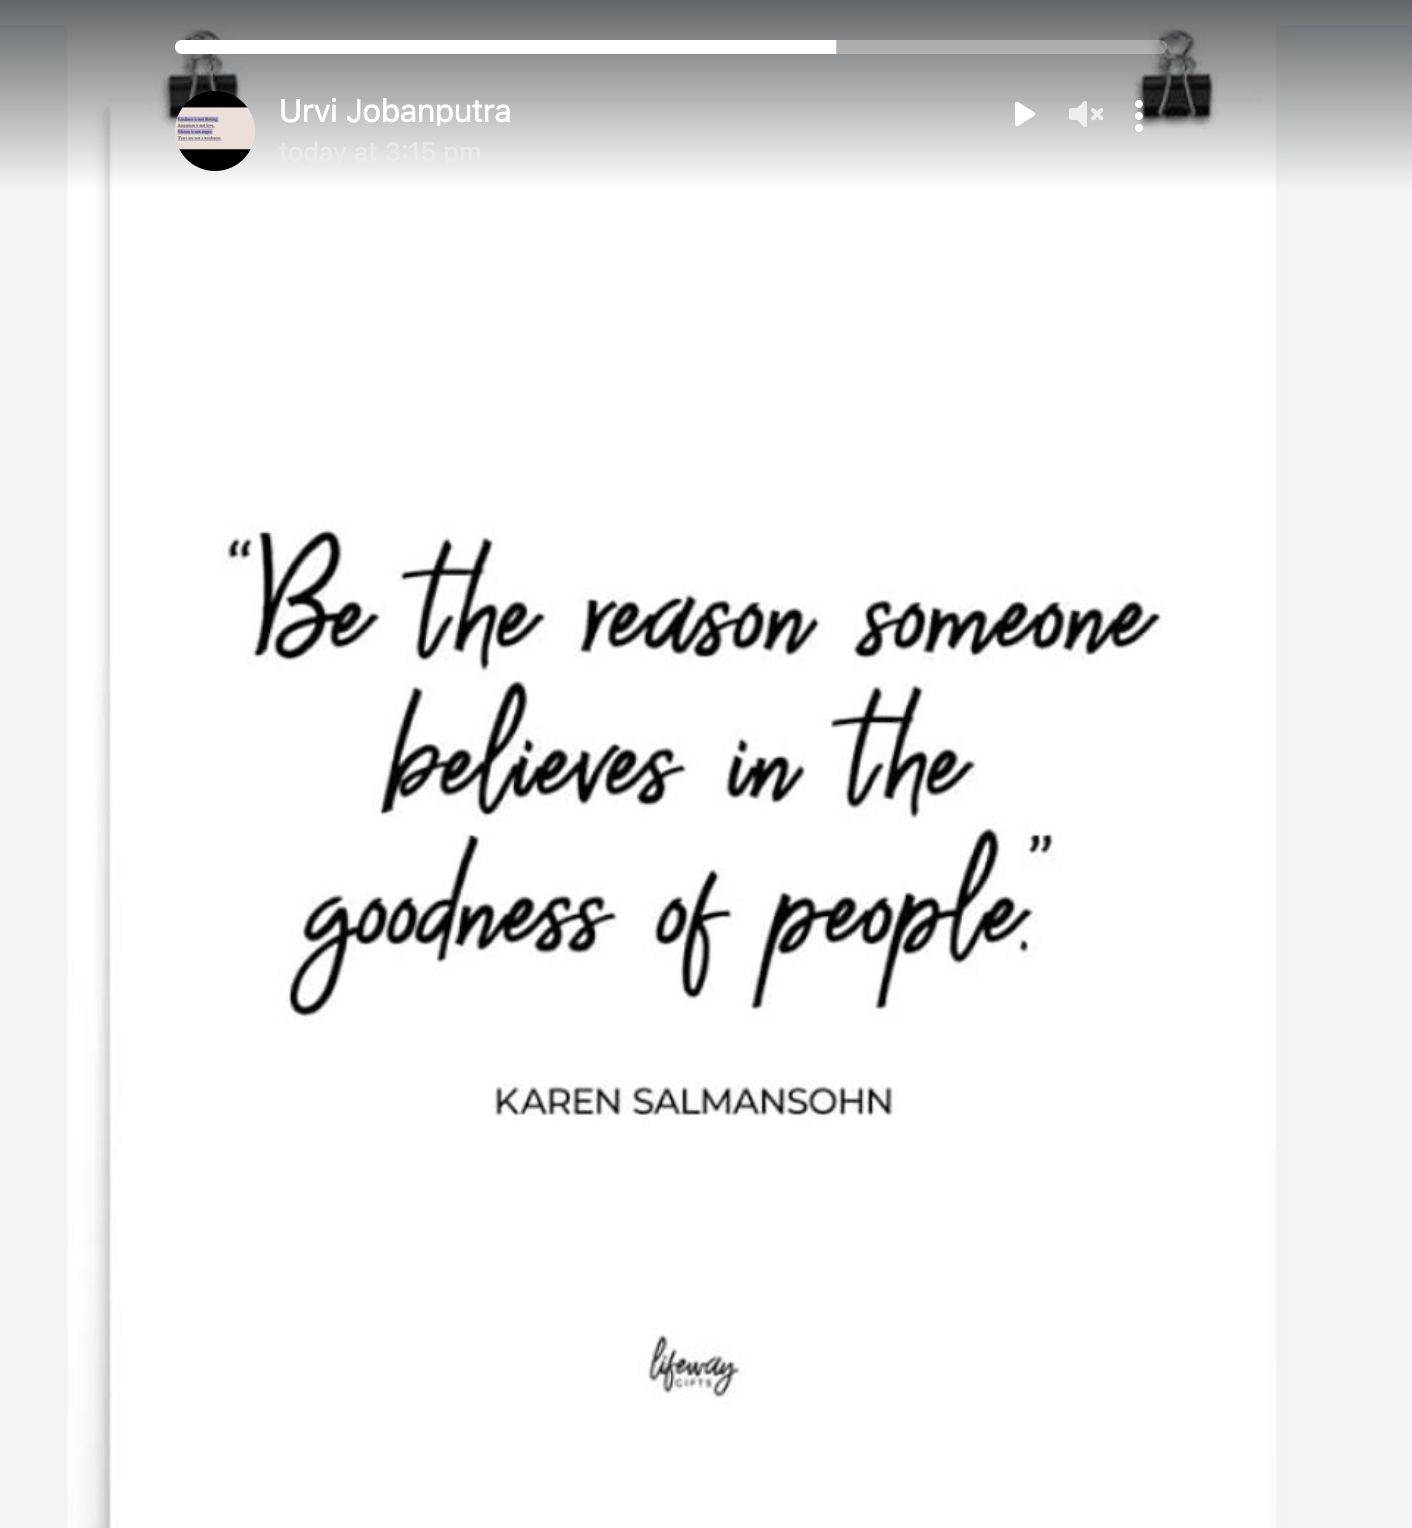 Urvi Jobanputra
today at 3:15 pm
“Be the reason someone
believes in the
goodness of people.”
KAREN SALMANSOHN
lifeway
GIFTS